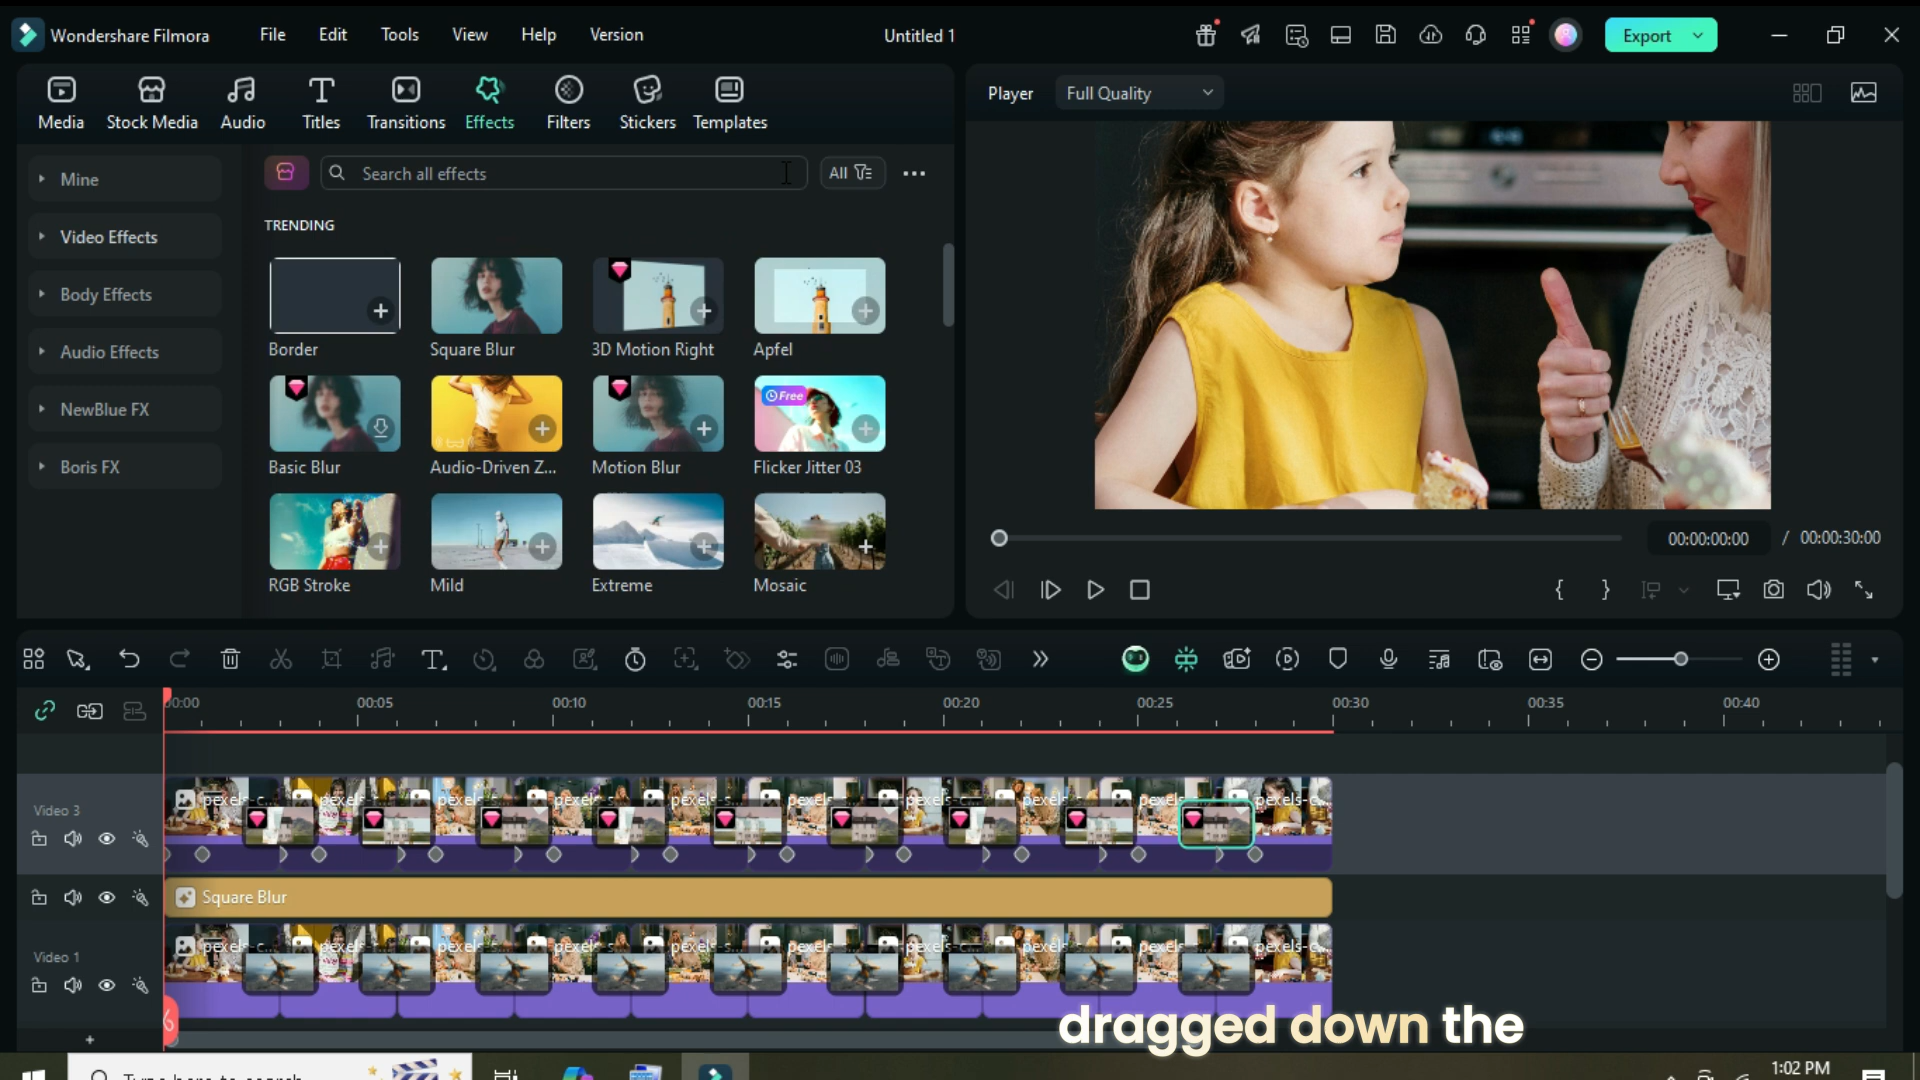 Wondershare Filmora
File
Edit
Tools
View
Help
Version
Untitled 1
Export
Media
Stock Media
Audio
Titles
Transitions
Effects
Filters
Stickers
Templates
Player
Full Quality
Mine
Video Effects
Body Effects
Audio Effects
NewBlue FX
Boris FX
Search all effects
All
TRENDING
Border
Square Blur
3D Motion Right
Apfel
Free
Basic Blur
Audio-Driven Z...
Motion Blur
Flicker Jitter 03
RGB Stroke
Mild
Extreme
Mosaic
00:00:00:00 / 00:00:30:00
00:05
00:10
00:15
00:20
00:25
00:30
00:35
00:40
Video 3
Square Blur
Video 1
dragged down the
1:02 PM